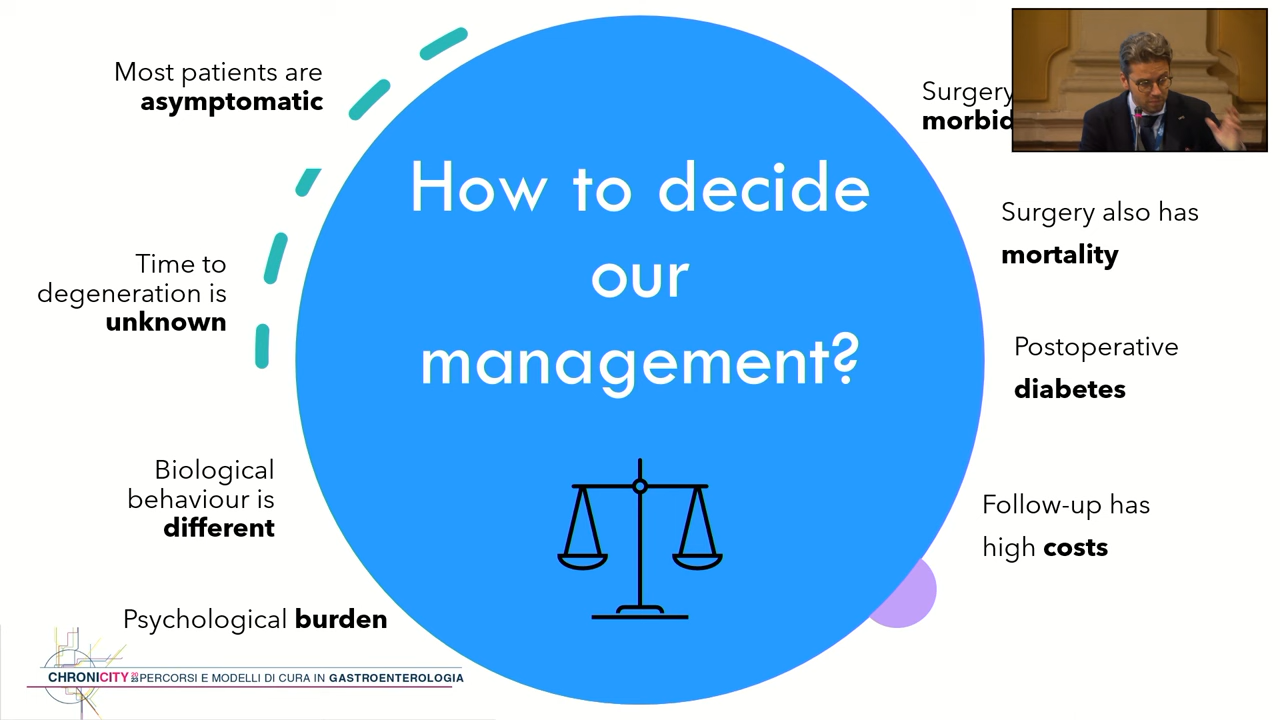 Most patients are
asymptomatic
Time to
degeneration is
unknown
Biological
behaviour is
different
Psychological burden
How to decide
our
management?
Surgery
Surgery also has
mortality
Postoperative
diabetes
Follow-up has
high costs
CHRONICITY 2023 PERCORSI E MODELLI DI CURA IN GASTROENTEROLOGIA